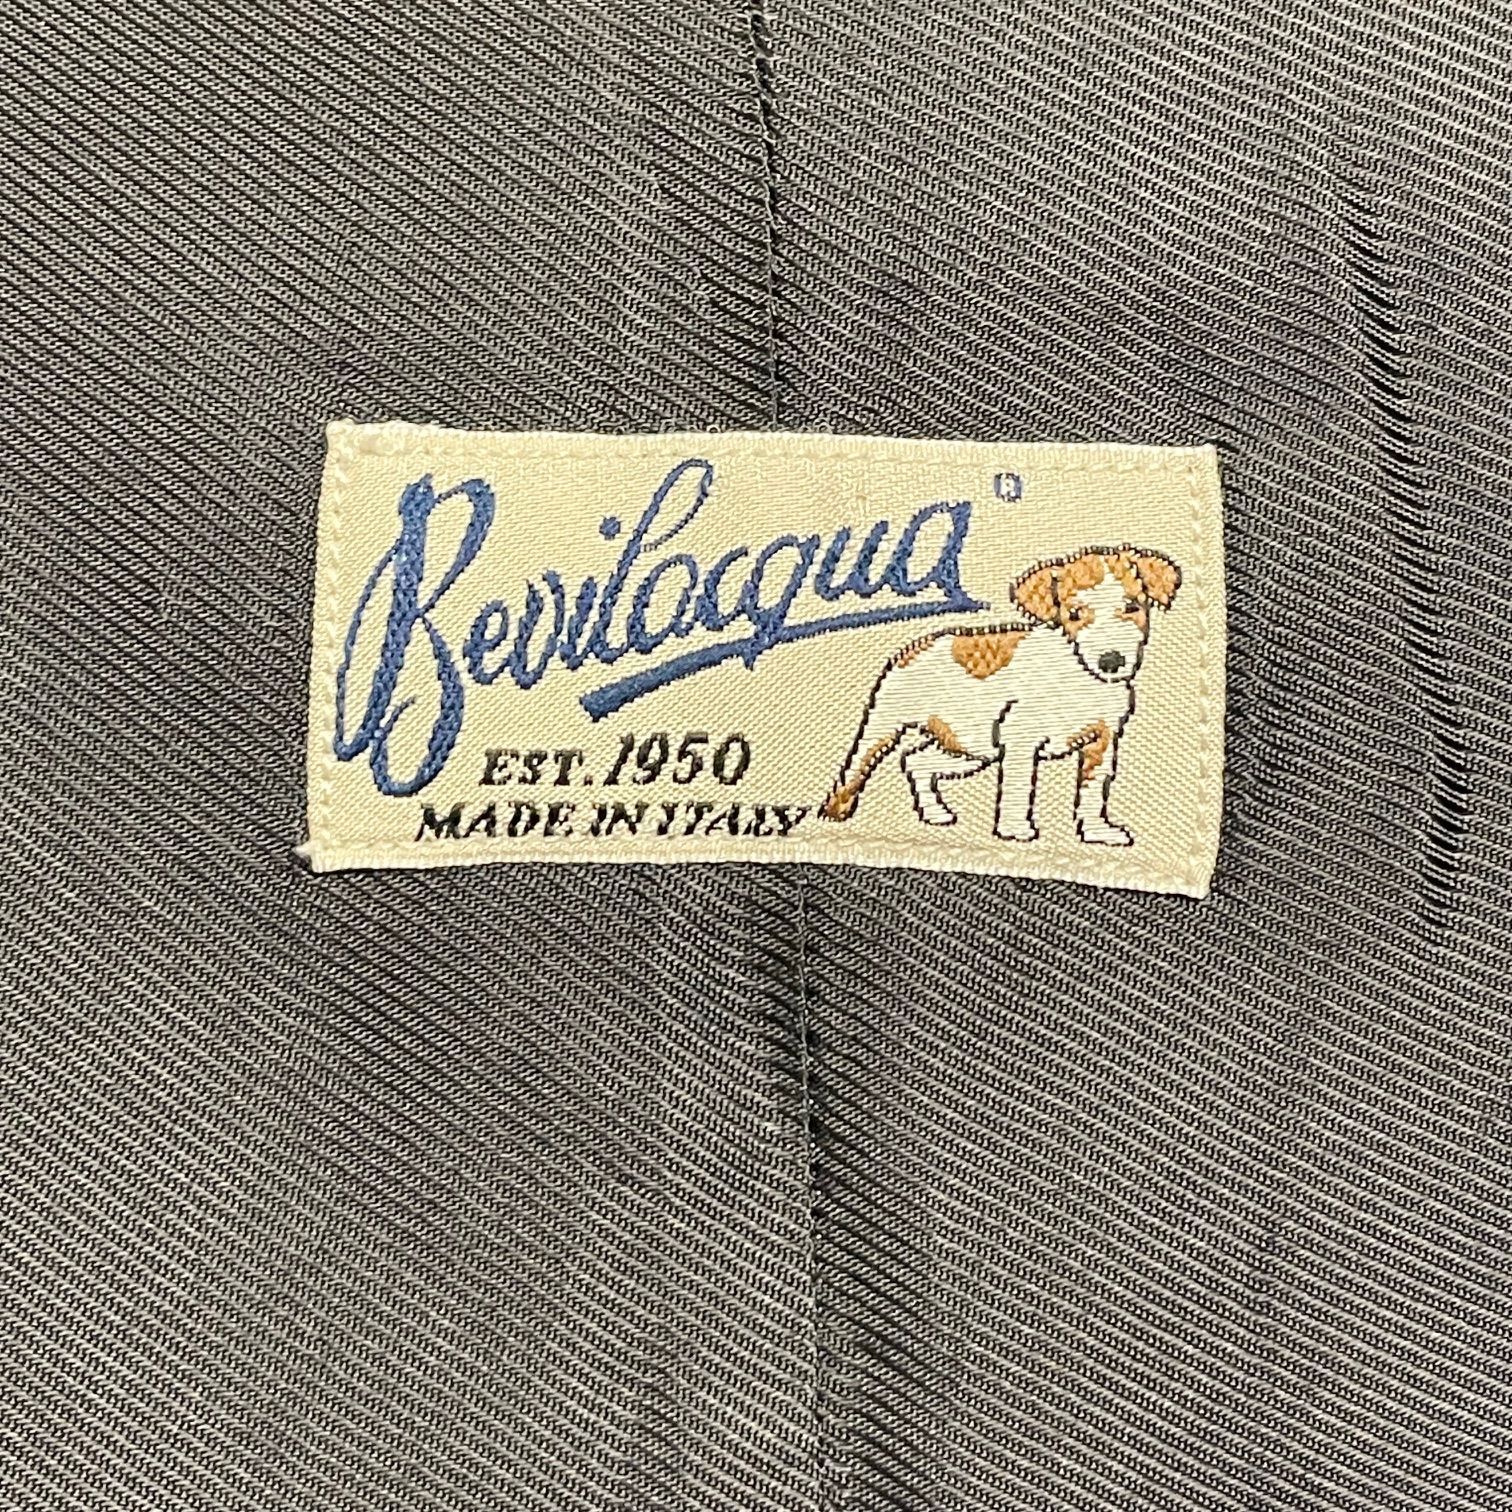 Bevilacqua ®
EST. 1950
MADE IN ITALY